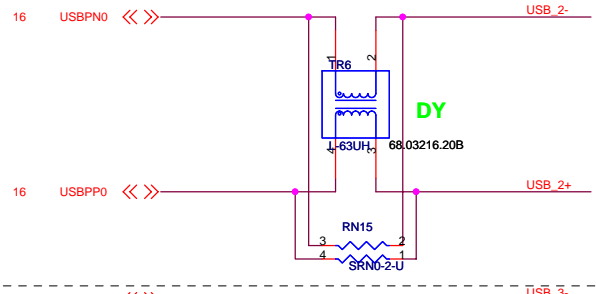 16 USBPN0 USB_2-
1 2
TR6
DY
L-63UH 68.03216.20B
4 3
16 USBPP0 USB_2+
RN15
3 2
4 1
SRN0-2-U
USB_3-